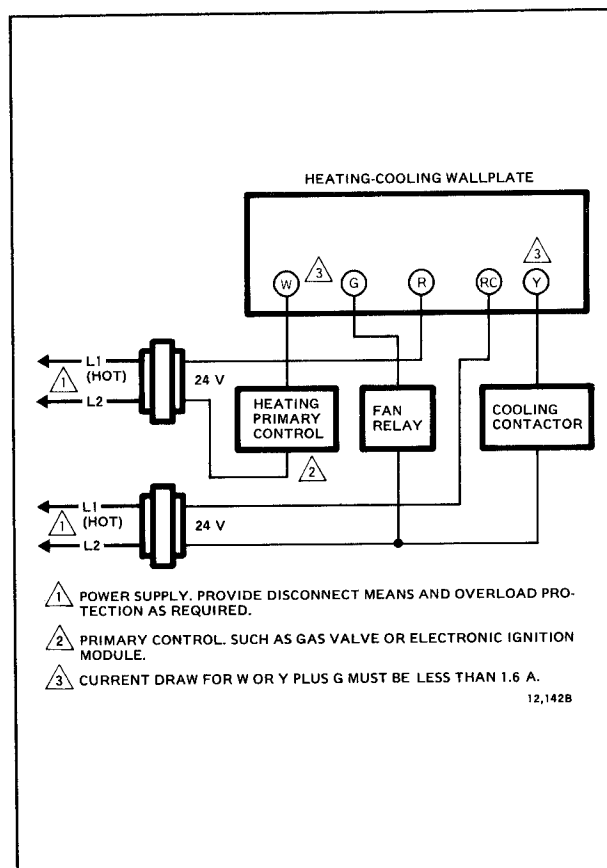 HEATING-COOLING WALLPLATE
3
W
3
G
R
RC
Y
L1
(HOT)
1
L2
24 V
HEATING
PRIMARY
CONTROL
FAN
RELAY
COOLING
CONTACTOR
2
L1
(HOT)
1
L2
24 V
1 POWER SUPPLY. PROVIDE DISCONNECT MEANS AND OVERLOAD PRO-
TECTION AS REQUIRED.
2 PRIMARY CONTROL. SUCH AS GAS VALVE OR ELECTRONIC IGNITION
MODULE.
3 CURRENT DRAW FOR W OR Y PLUS G MUST BE LESS THAN 1.6 A.
12,142B